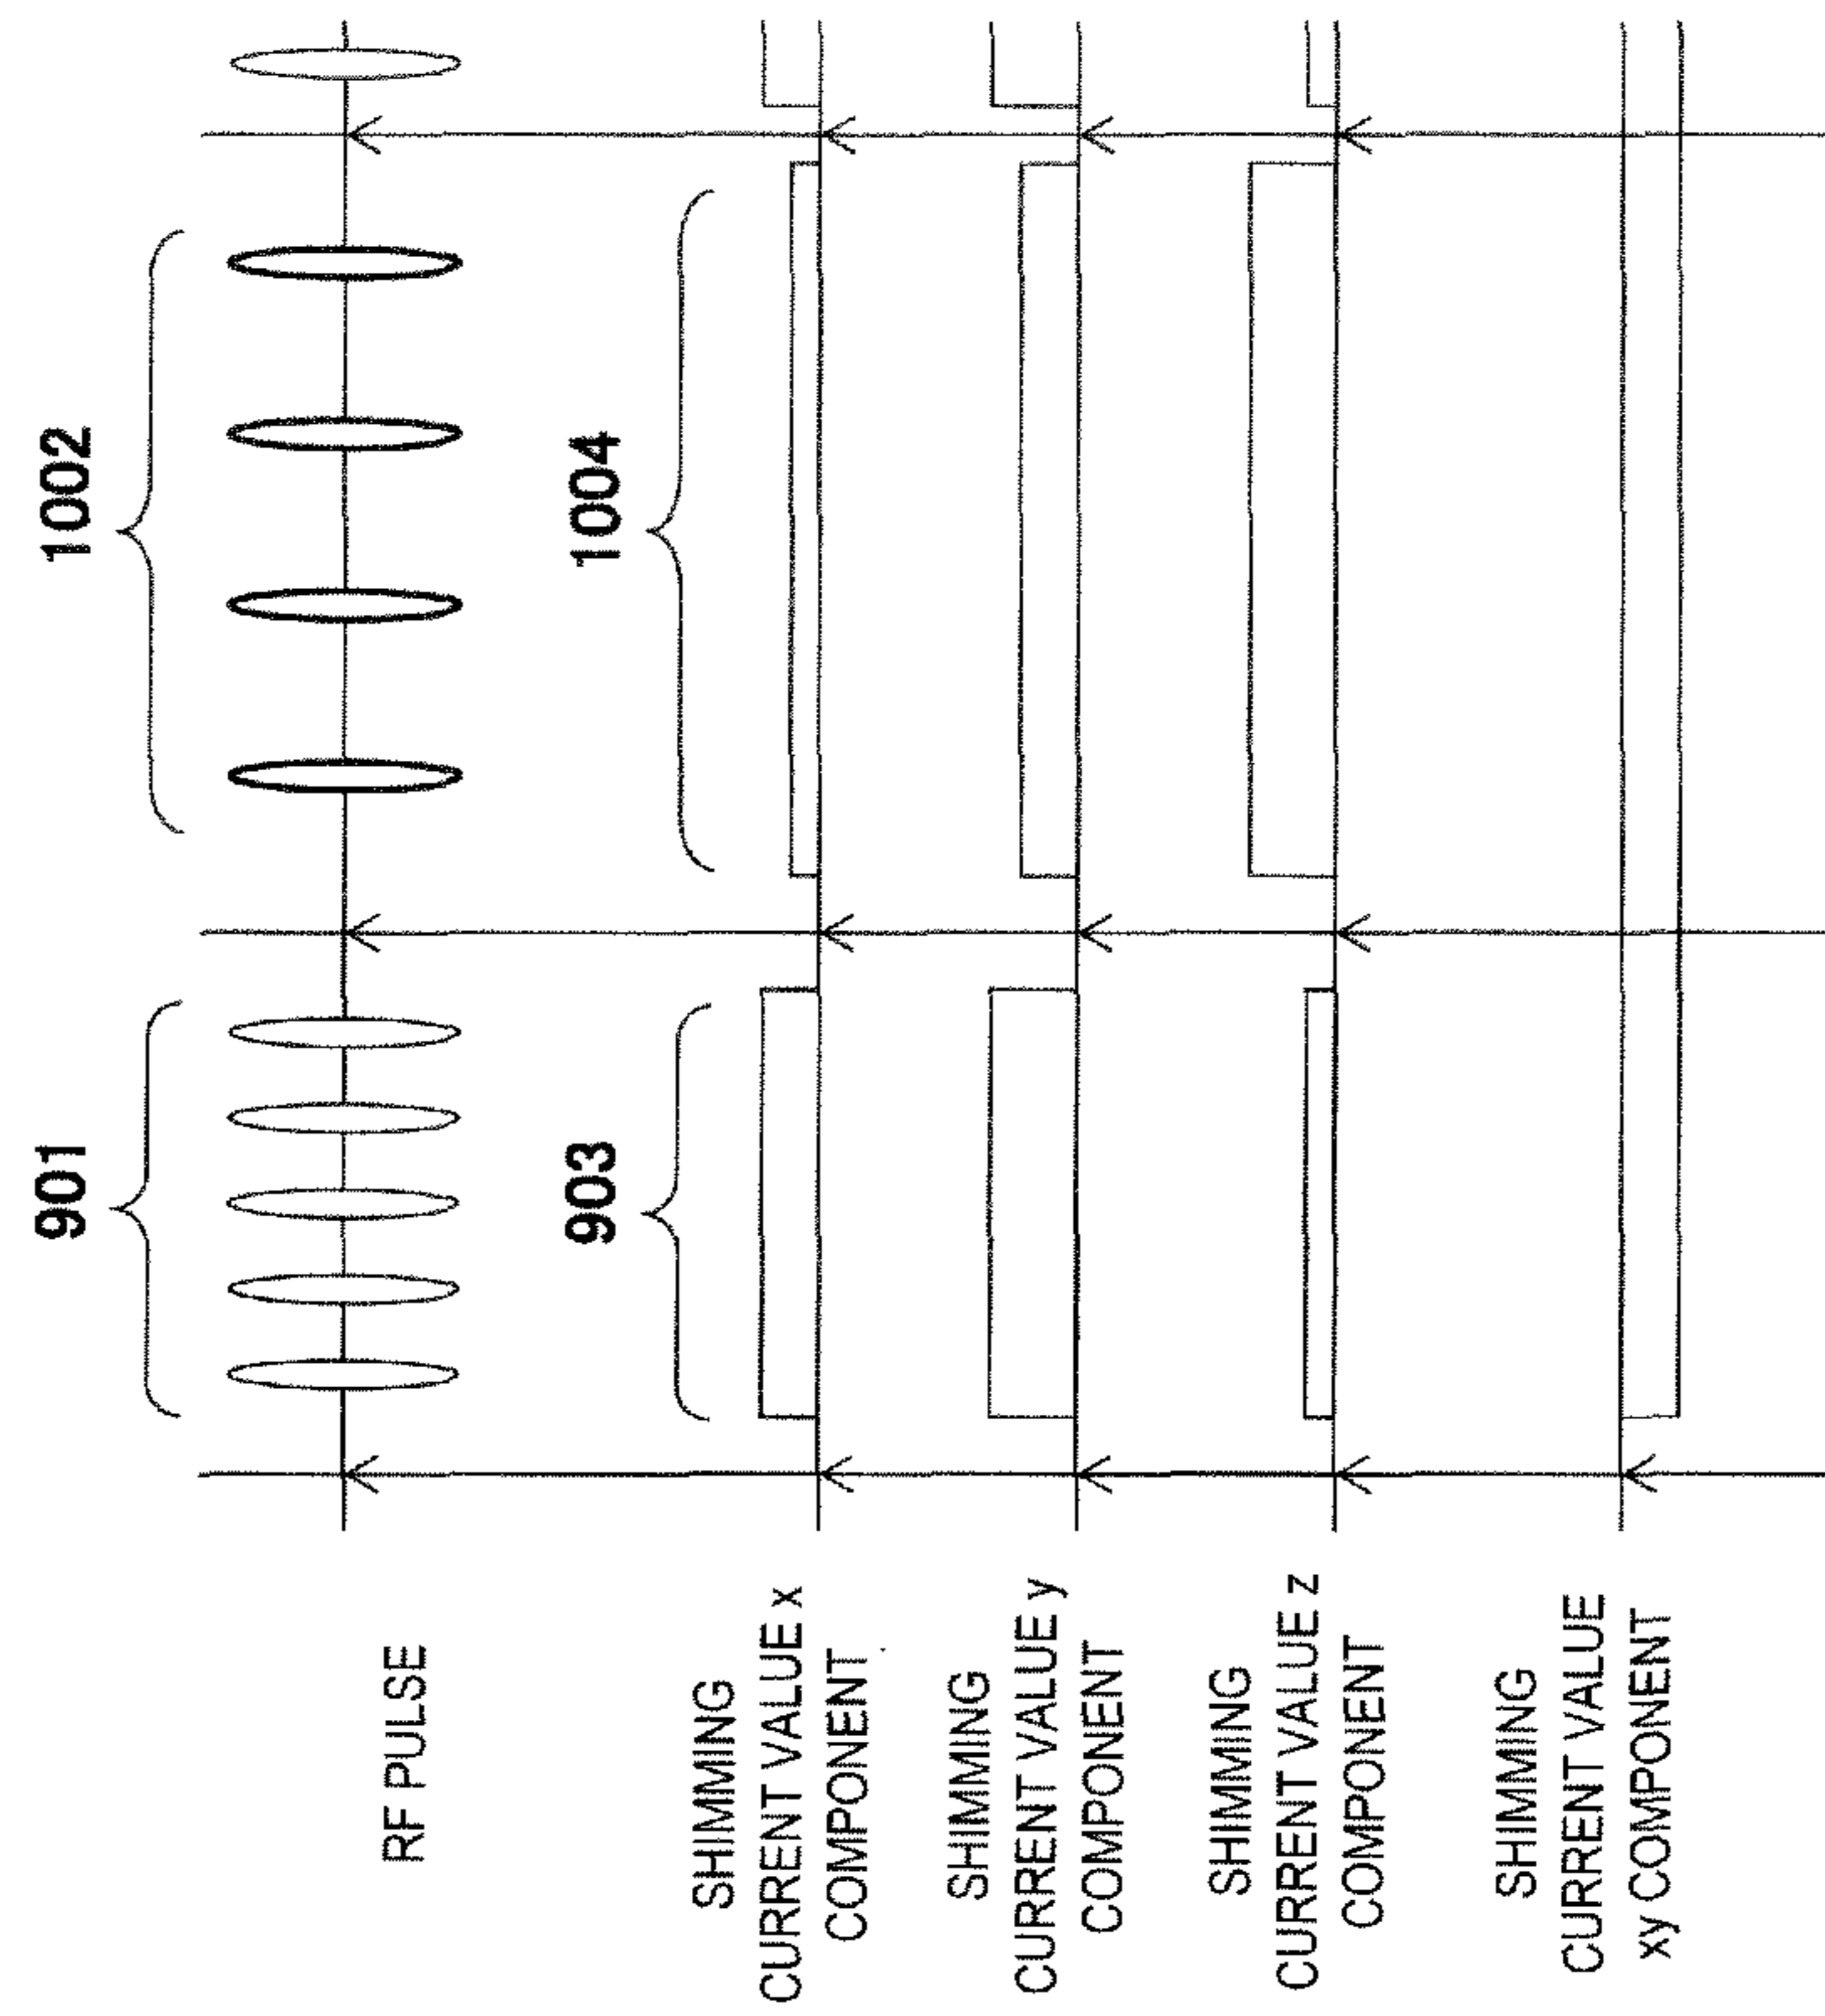 901
1002
RF PULSE
903
1004
SHIMMING
CURRENT VALUE x
COMPONENT
SHIMMING
CURRENT VALUE y
COMPONENT
SHIMMING
CURRENT VALUE z
COMPONENT
SHIMMING
CURRENT VALUE
xy COMPONENT